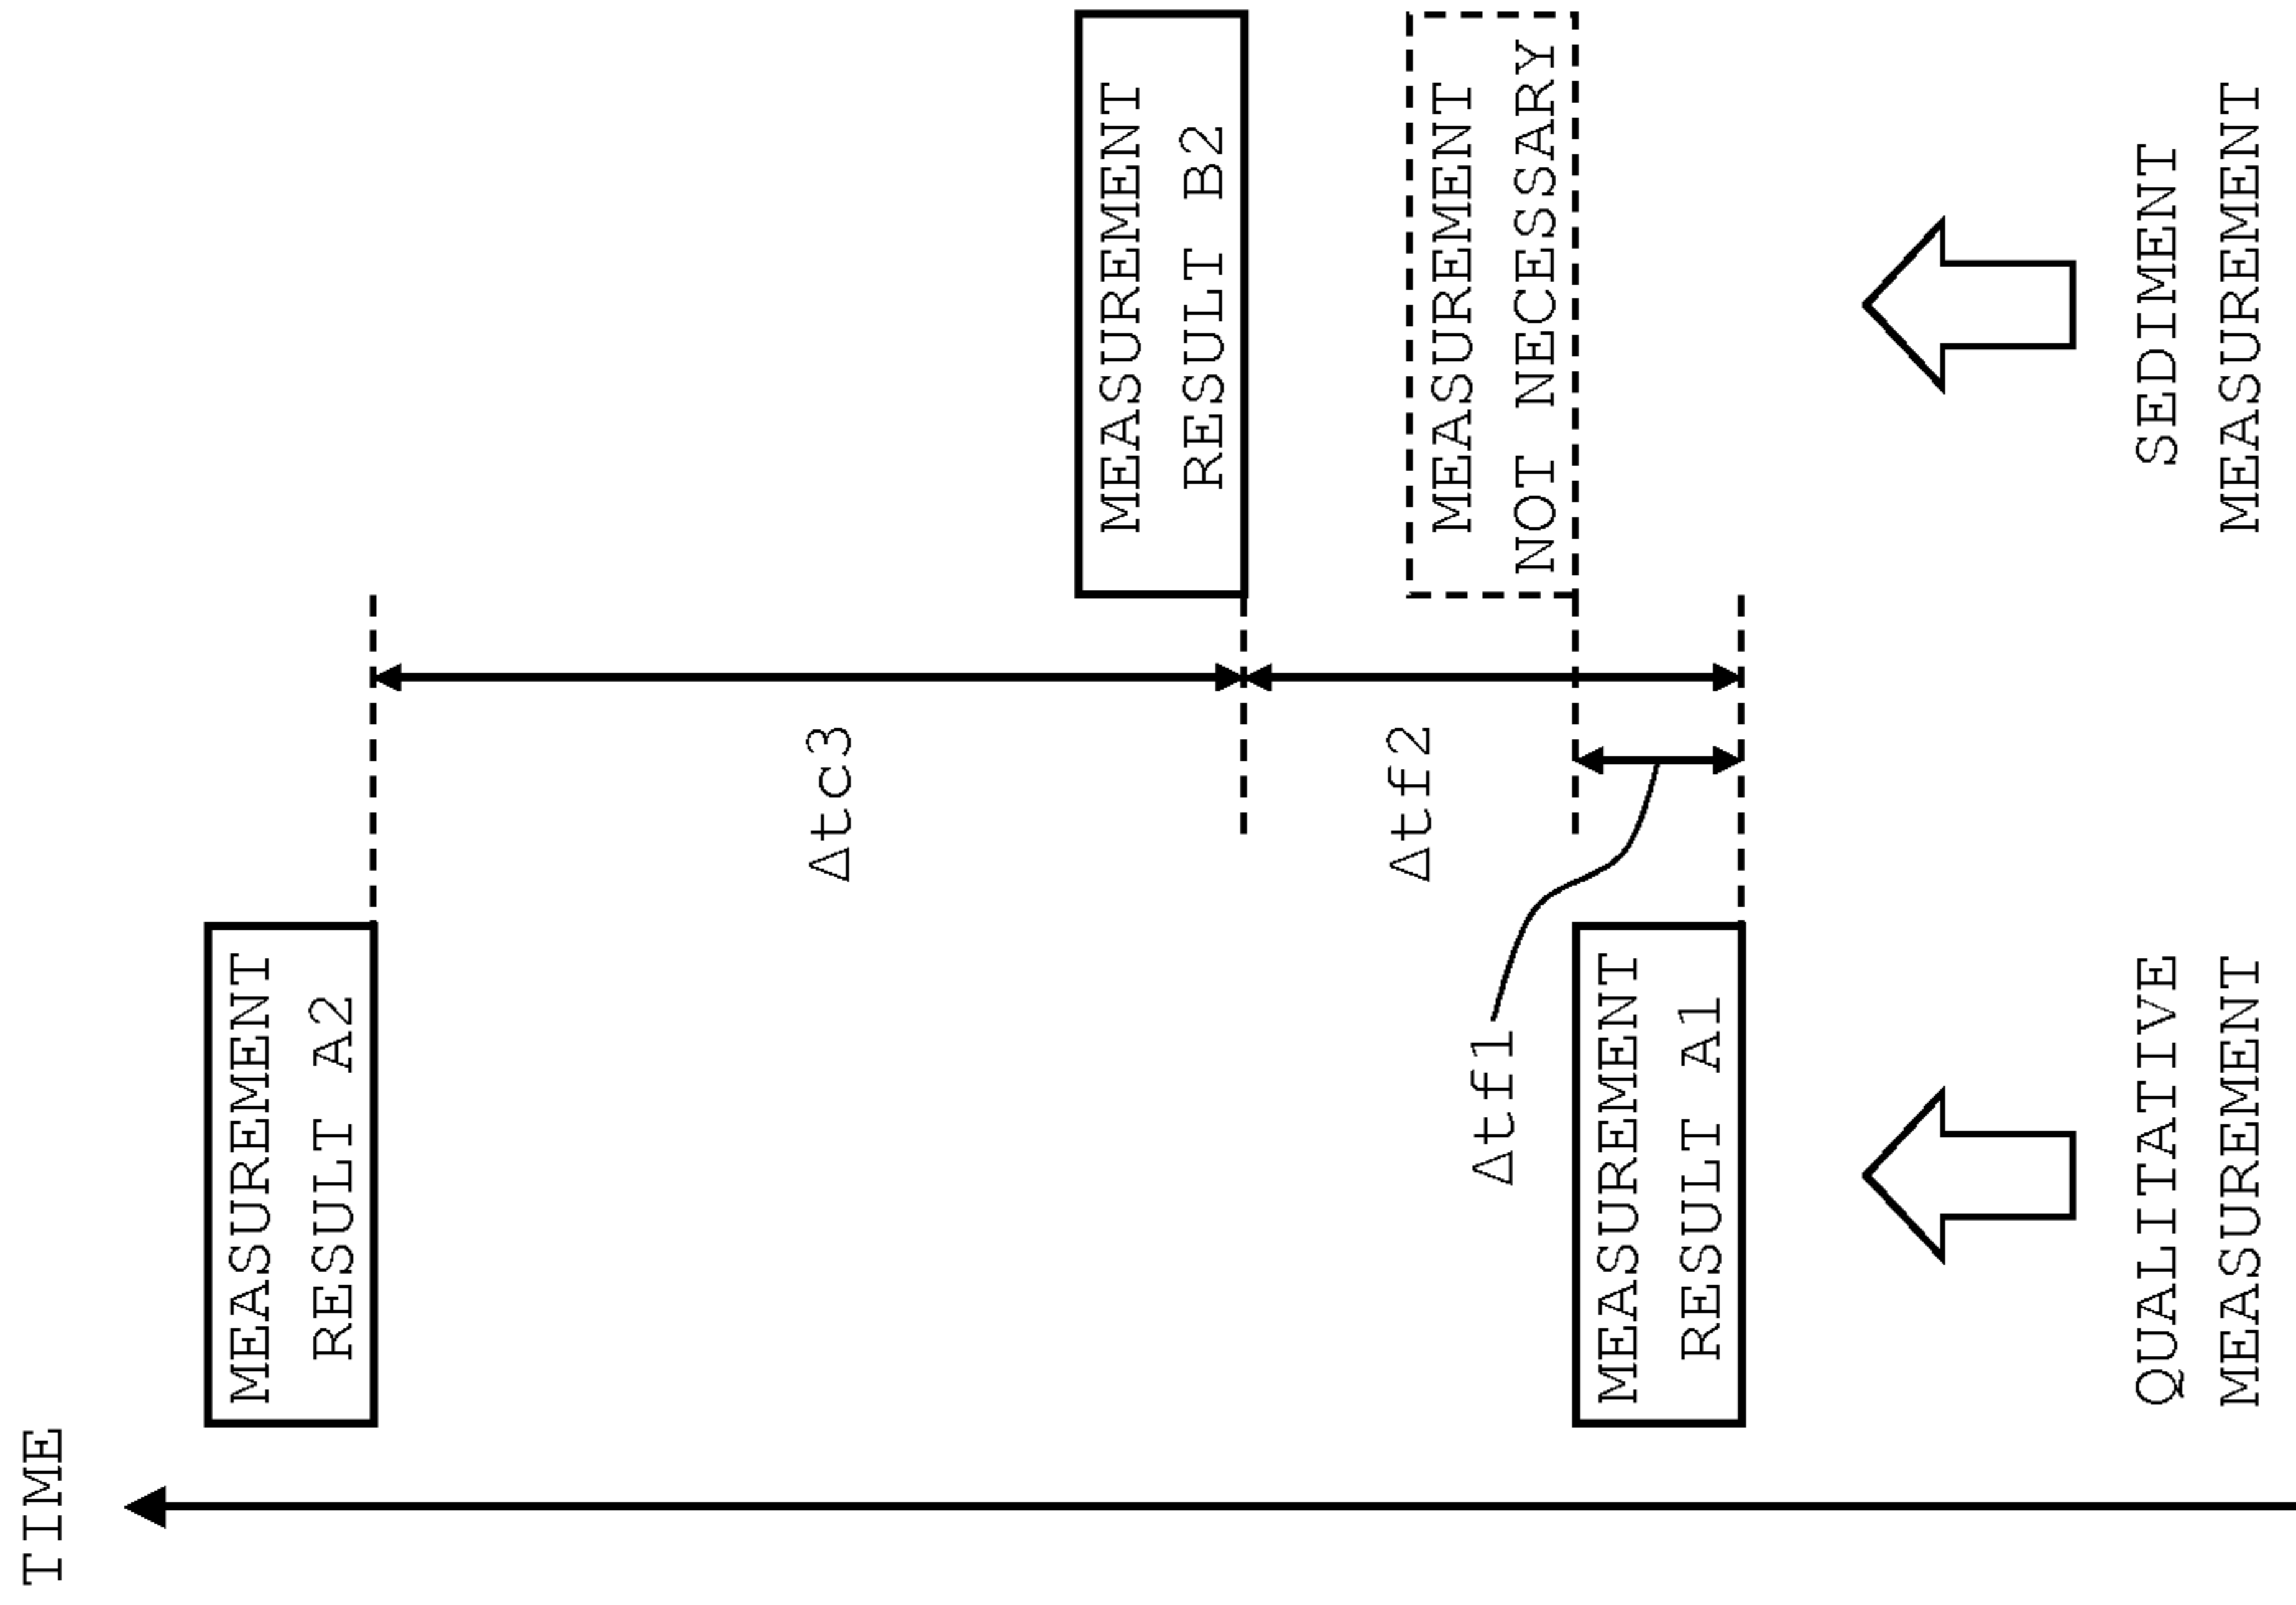 TIME
MEASUREMENT
RESULT A2
Δtc3
MEASUREMENT
RESULT B2
Δtf2
MEASUREMENT
NOT NECESSARY
Δtf1
MEASUREMENT
RESULT A1
QUALITATIVE
MEASUREMENT
SEDIMENT
MEASUREMENT